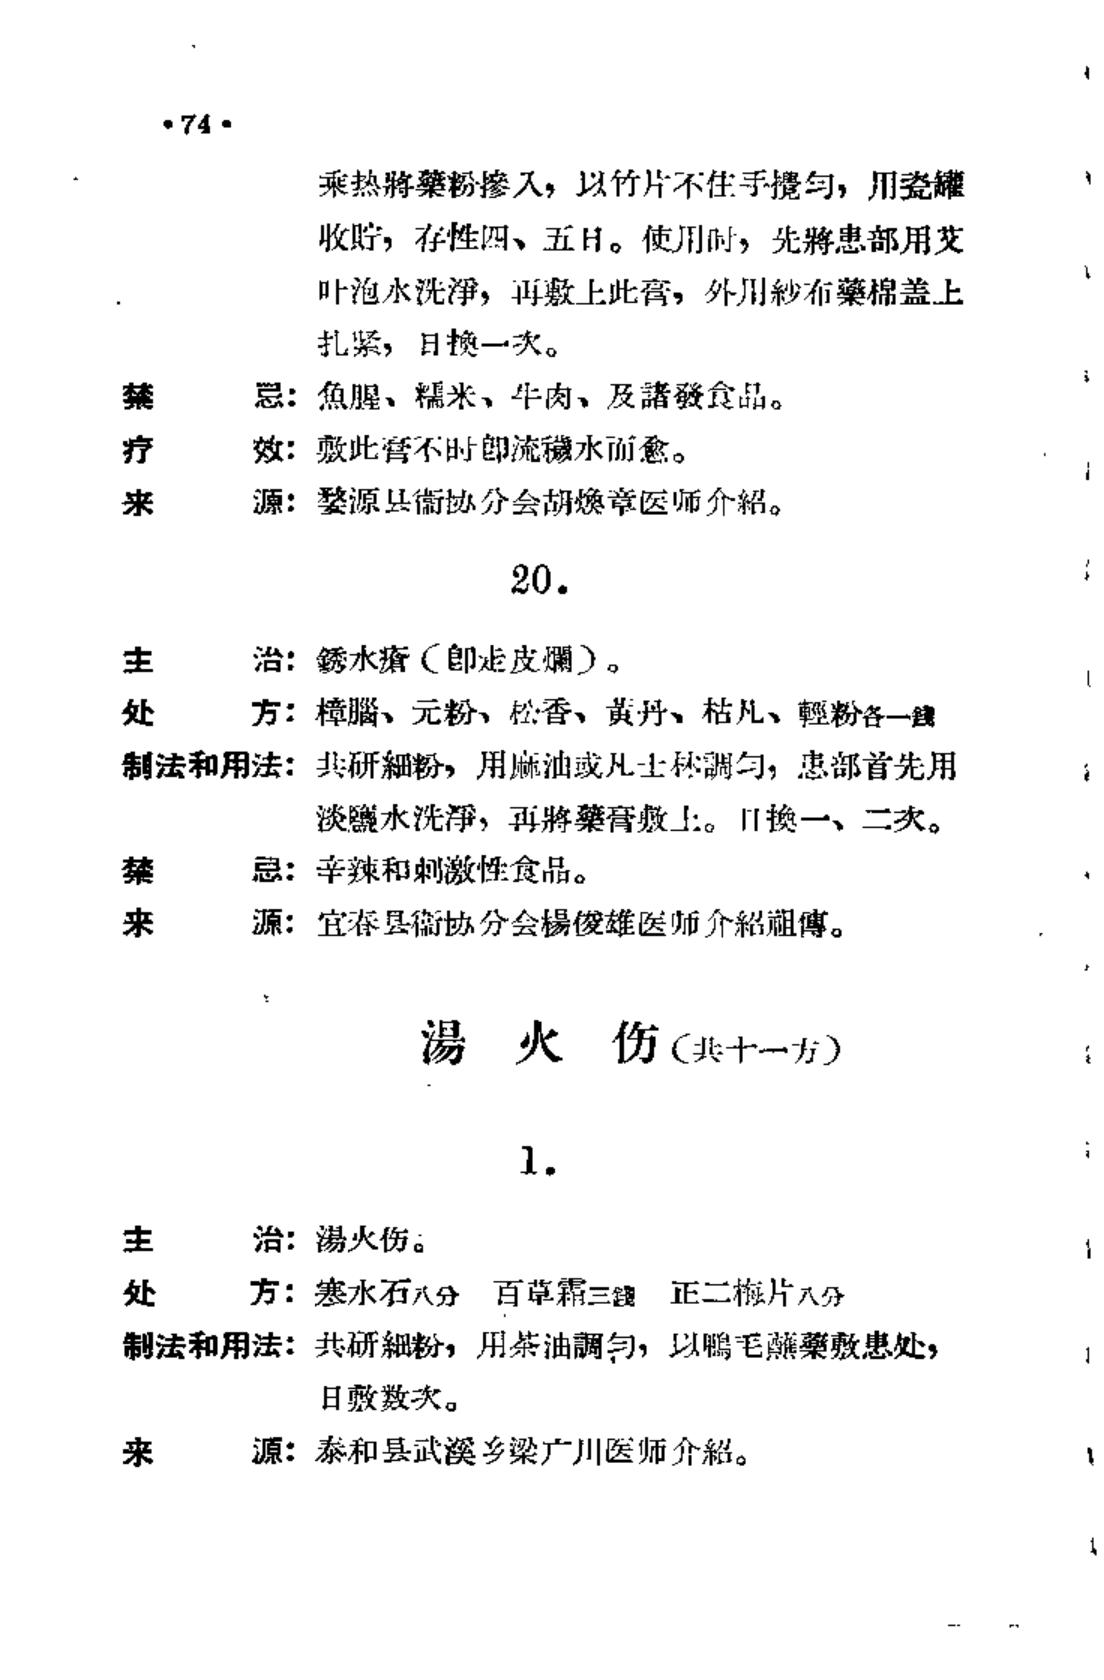 •74•
乘热將藥粉摻入，以竹片不住手攪匀，用瓷罐
收貯，存性四、五日。使用时，先將患部用艾
叶泡水洗淨，再敷上此膏，外用紗布藥棉盖上
扎紧，日換一次。
禁忌：魚腥、糯米、牛肉、及諸發食品。
疗效：敷此膏不时卽流穢水而愈。
来源：婺源县衞协分会胡煥章医师介紹。
20.
主治：銹水瘡（卽走皮爛）。
处方：樟腦、元粉、松香、黃丹、枯凡、輕粉各一錢
制法和用法：共研細粉，用麻油或凡士林調匀，患部首先用
淡鹽水洗淨，再將藥膏敷上。日換一、二次。
禁忌：辛辣和刺激性食品。
来源：宜春县衞协分会楊俊雄医师介紹祖傳。
湯火伤（共十一方）
1.
主治：湯火伤。
处方：寒水石八分 百草霜三錢 正二梅片八分
制法和用法：共研細粉，用茶油調匀，以鴨毛蘸藥敷患处，
日敷数次。
来源：泰和县武溪乡梁广川医师介紹。